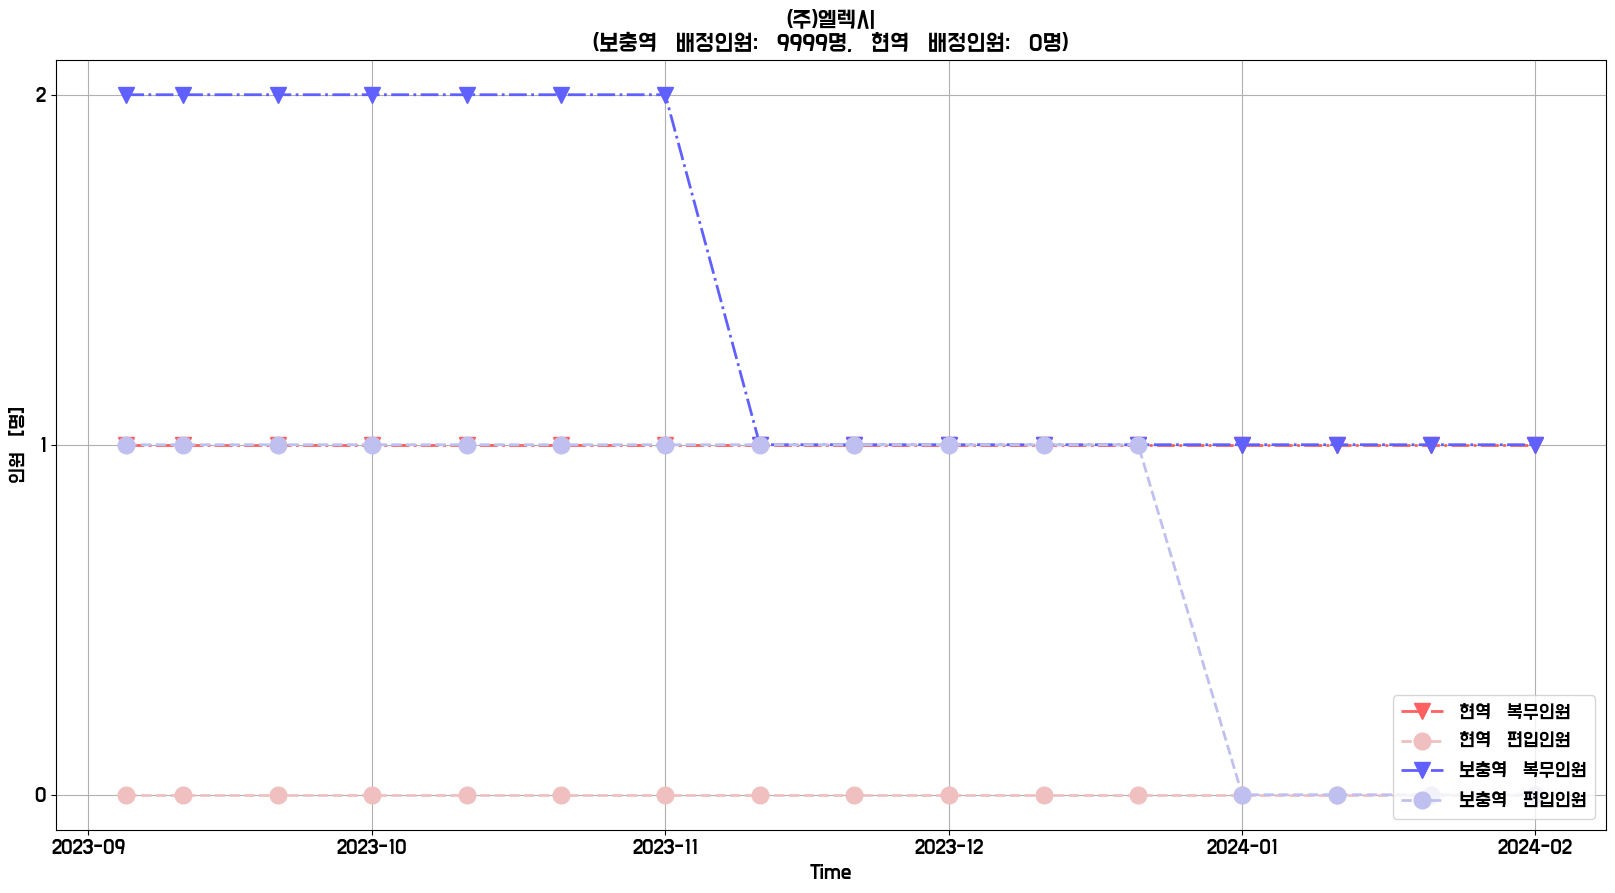 (주)엘렉시
(보충역 배정인원: 9999명, 현역 배정인원: 0명)
인원 [명]
2
1
0
현역 복무인원
현역 편입인원
보충역 복무인원
보충역 편입인원
2023-09 2023-10 2023-11 2023-12 2024-01 2024-02
Time